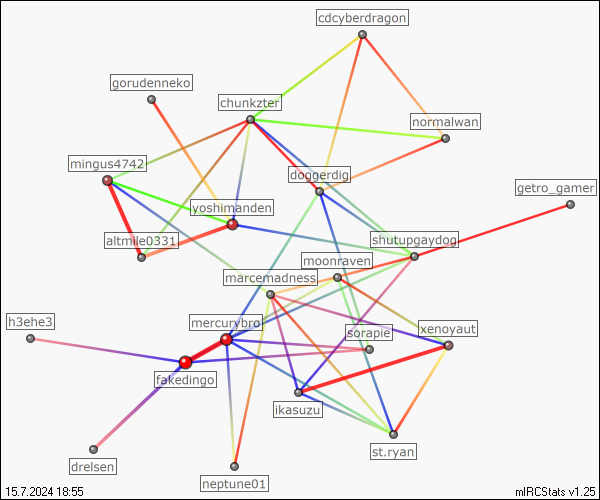 cdcyberdragon
gorudenneko
chunkzter
normalwan
mingus4742
doggerdig
getro_gamer
yoshimanden
altmile0331
shutupgaydog
moonraven
marcemadness
h3ehe3
mercurybro
sorapie
xenoyaut
fakedingo
ikasuzu
st.ryan
drelsen
neptune01
15.7.2024 18:55
mIRCStats v1.25